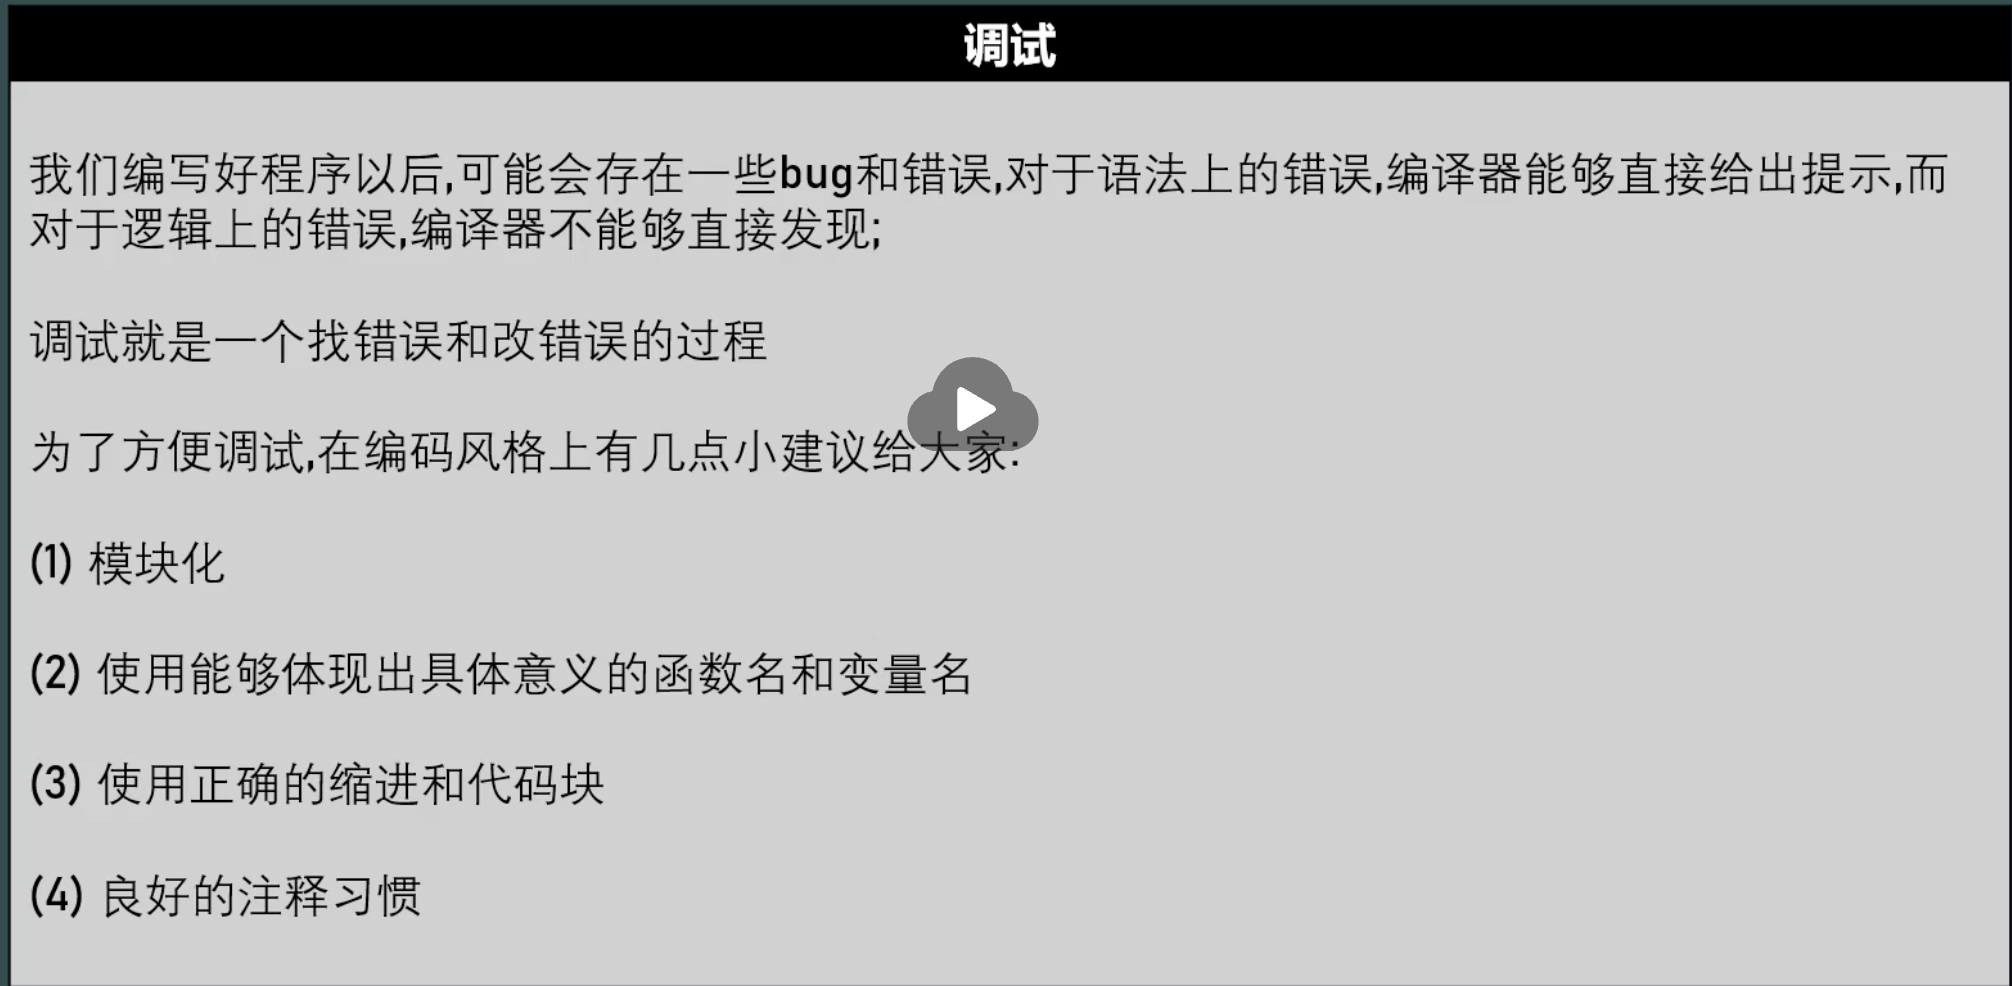 调试
我们编写好程序以后,可能会存在一些bug和错误,对于语法上的错误,编译器能够直接给出提示,而
对于逻辑上的错误,编译器不能够直接发现;
调试就是一个找错误和改错误的过程
为了方便调试,在编码风格上有几点小建议给大家:
(1) 模块化
(2) 使用能够体现出具体意义的函数名和变量名
(3) 使用正确的缩进和代码块
(4) 良好的注释习惯